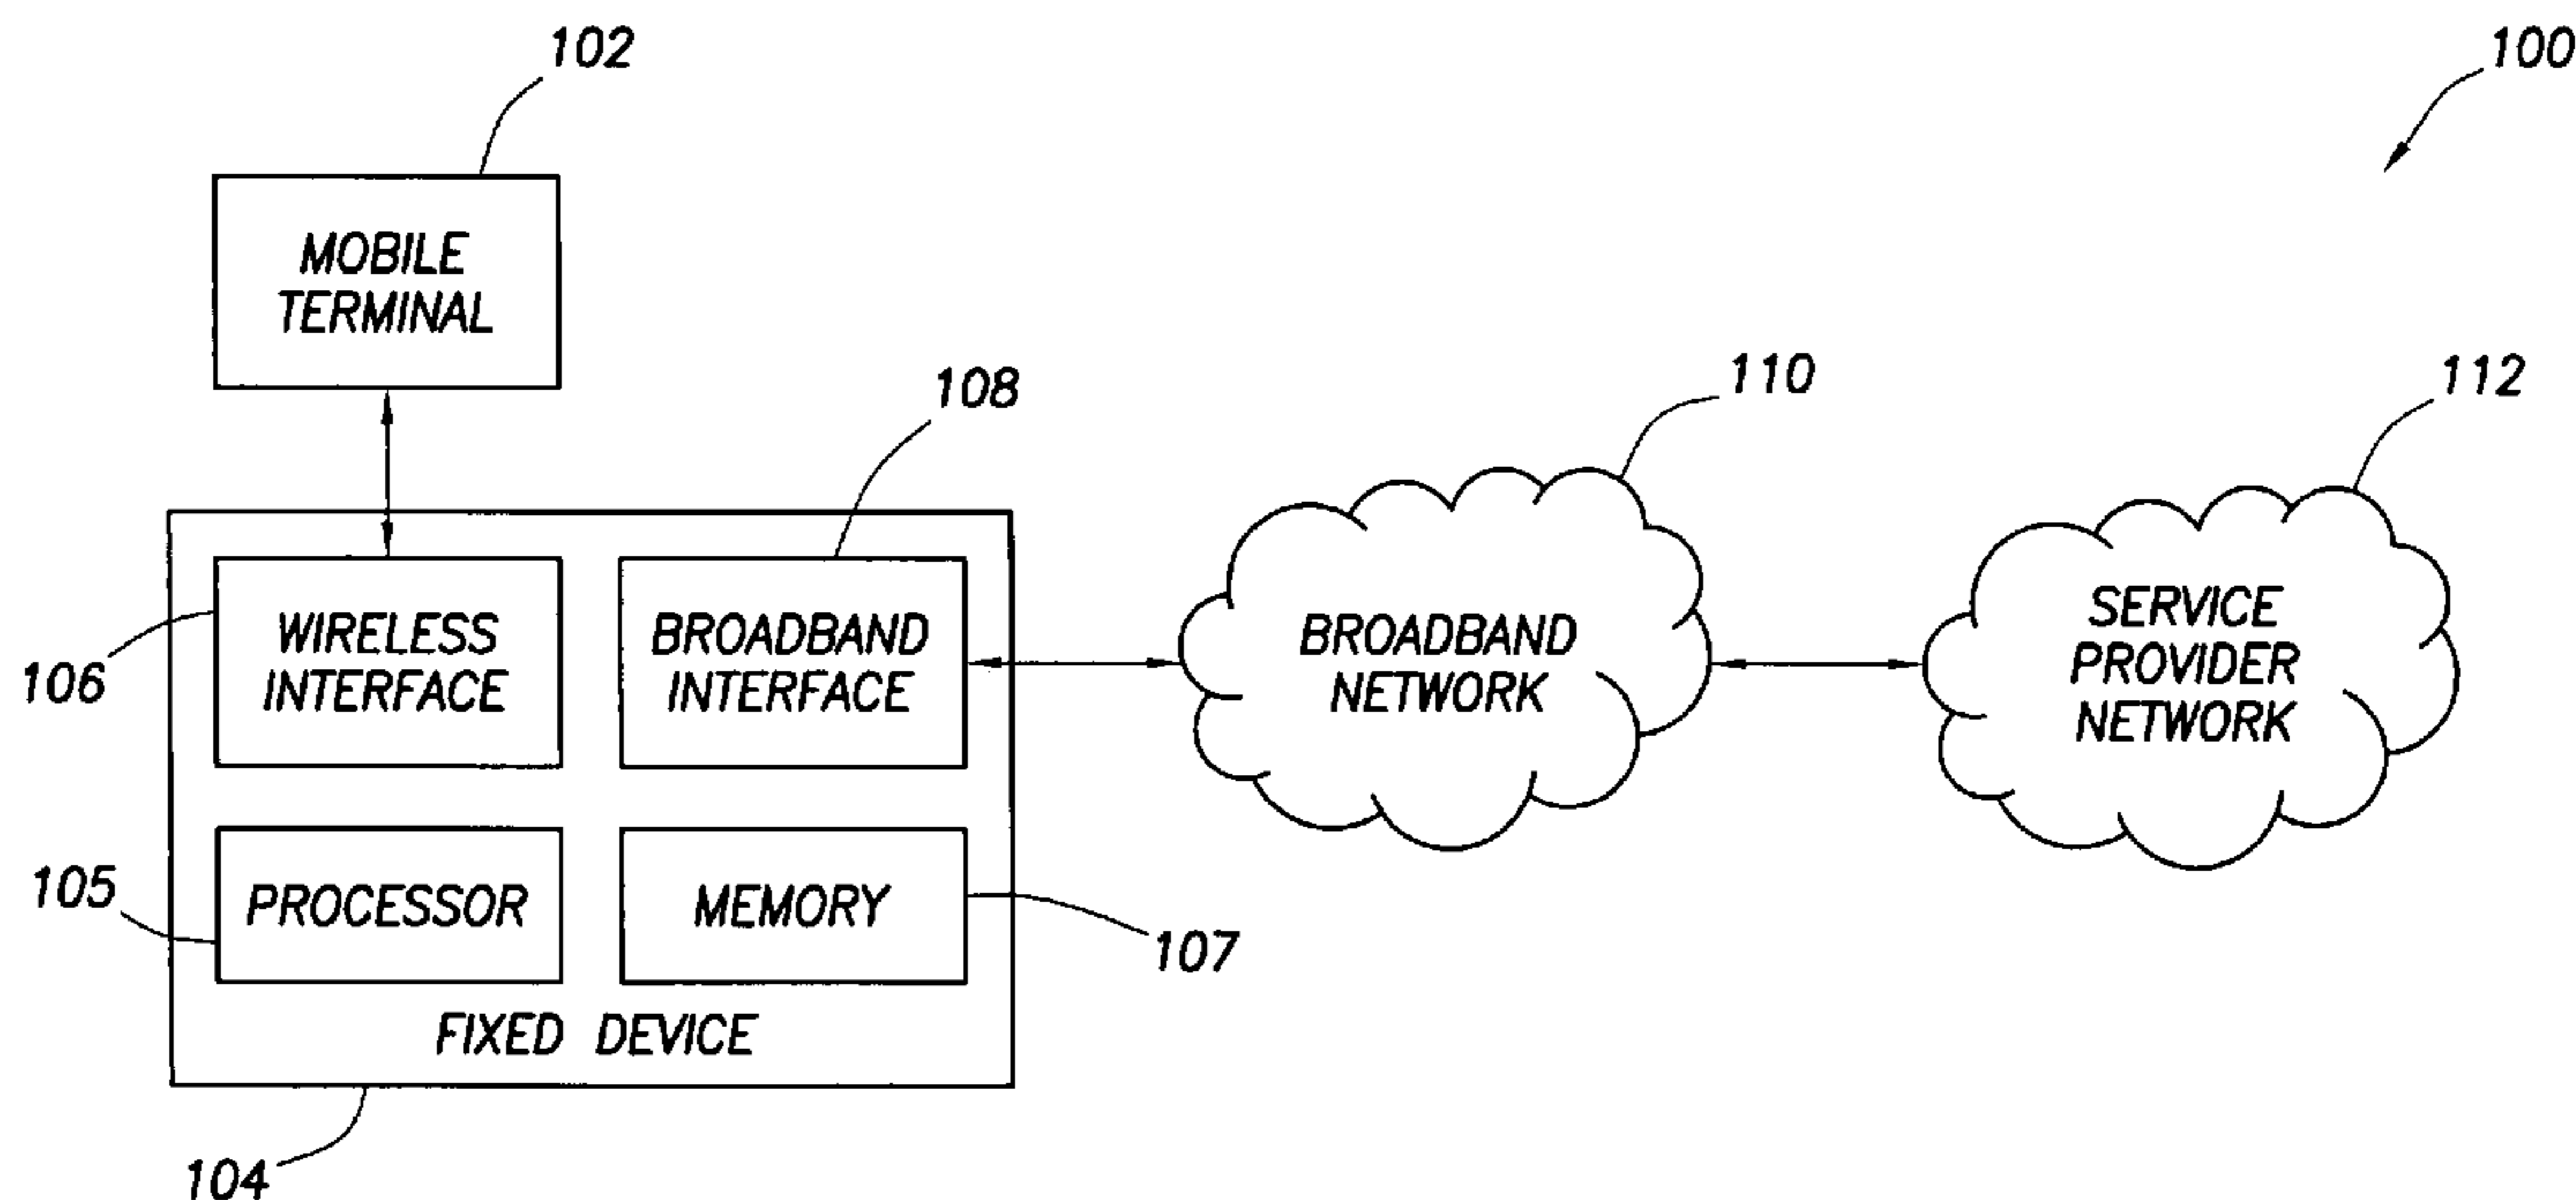 102
100
MOBILE
TERMINAL
108
110
112
106
WIRELESS
INTERFACE
BROADBAND
INTERFACE
BROADBAND
NETWORK
SERVICE
PROVIDER
NETWORK
105
PROCESSOR
MEMORY
107
FIXED DEVICE
104